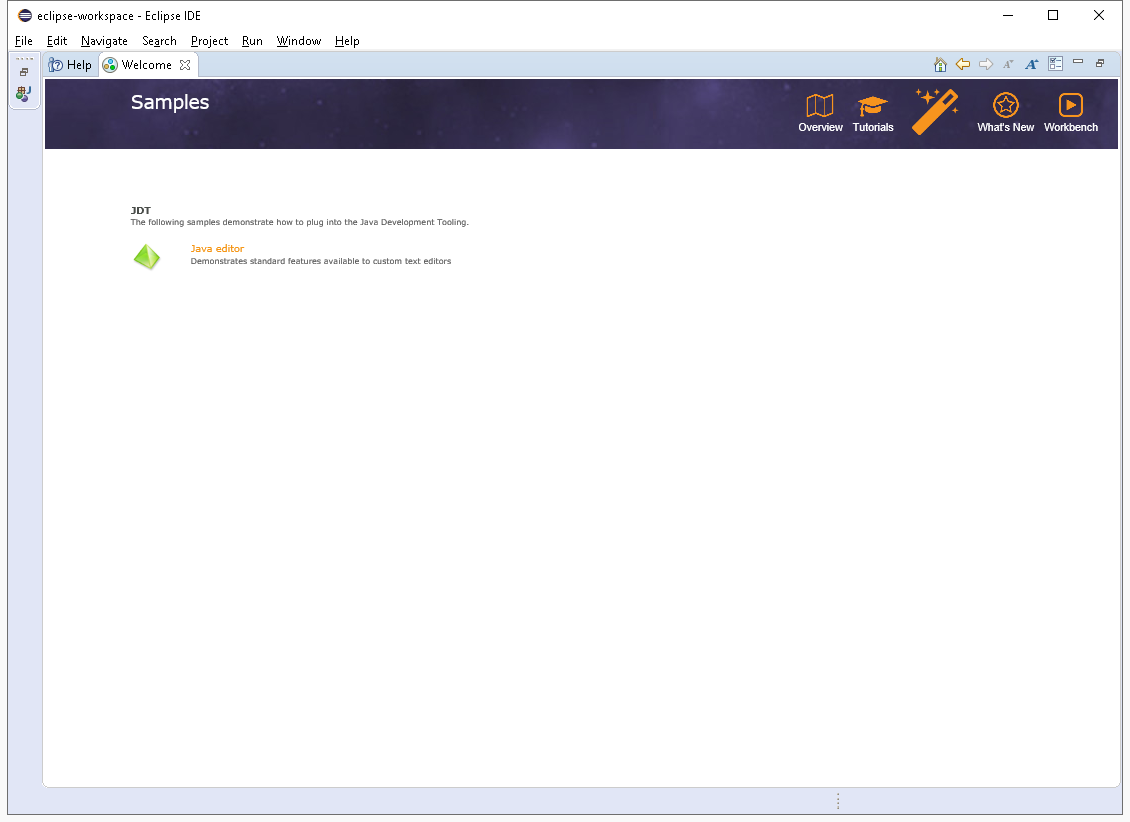 eclipse-workspace - Eclipse IDE
File Edit Navigate Search Project Run Window Help
Help Welcome
Samples
Overview Tutorials What's New Workbench
JDT
The following samples demonstrate how to plug into the Java Development Tooling.
Java editor
Demonstrates standard features available to custom text editors